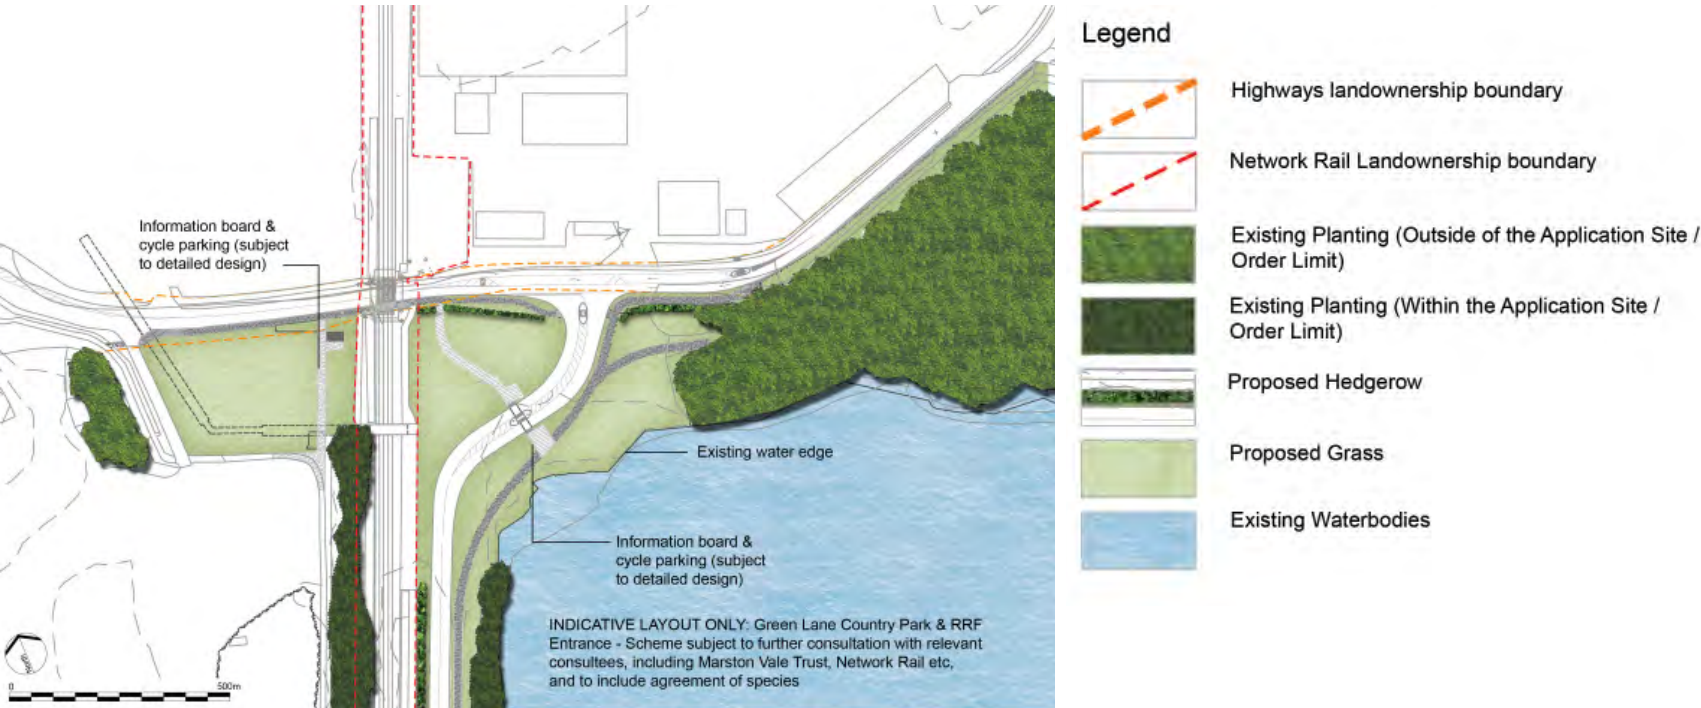 Information board &
cycle parking (subject
to detailed design)
Existing water edge
Information board &
cycle parking (subject
to detailed design)
INDICATIVE LAYOUT ONLY: Green Lane Country Park & RRF
Entrance - Scheme subject to further consultation with relevant
consultees, including Marston Vale Trust, Network Rail etc,
and to include agreement of species
North
0
500m
Legend
Highways landownership boundary
Network Rail Landownership boundary
Existing Planting (Outside of the Application Site /
Order Limit)
Existing Planting (Within the Application Site /
Order Limit)
Proposed Hedgerow
Proposed Grass
Existing Waterbodies